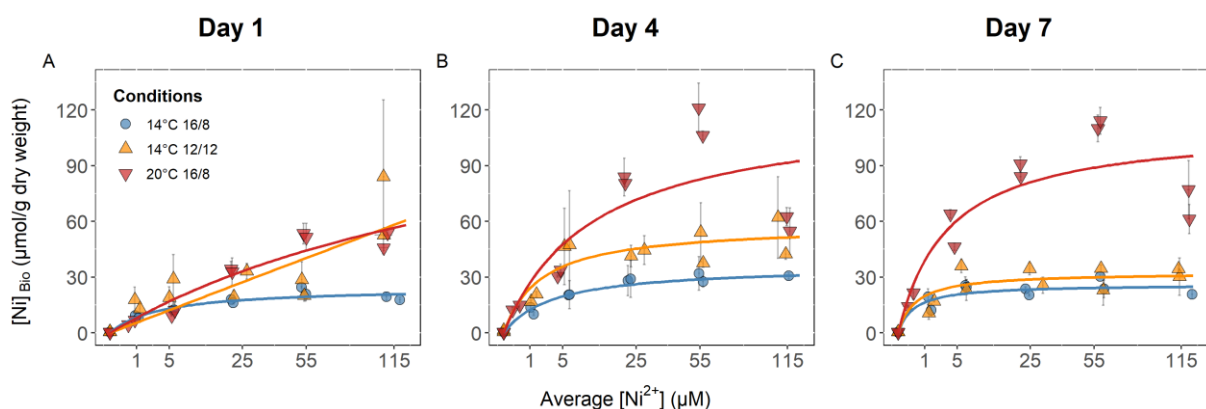 Day 1
Day 4
Day 7
A
B
C
[Ni] Bio (µmol/g dry weight)
120
90
60
30
0
Conditions
14°C 16/8
14°C 12/12
20°C 16/8
1 5 25 55 115
120
90
60
30
0
1 5 25 55 115
120
90
60
30
0
1 5 25 55 115
Average [Ni²⁺] (µM)